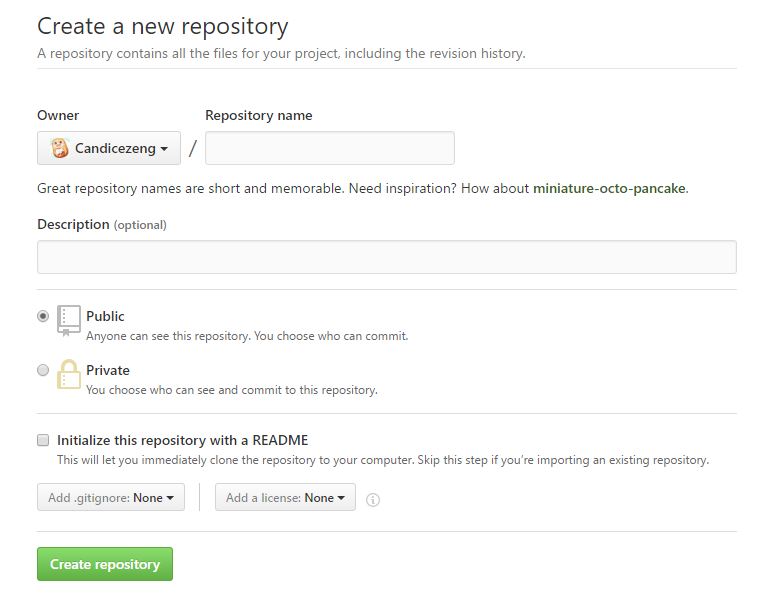 Create a new repository
A repository contains all the files for your project, including the revision history.
Owner Repository name
Candicezeng /
Great repository names are short and memorable. Need inspiration? How about miniature-octo-pancake.
Description (optional)
Public
Anyone can see this repository. You choose who can commit.
Private
You choose who can see and commit to this repository.
Initialize this repository with a README
This will let you immediately clone the repository to your computer. Skip this step if you’re importing an existing repository.
Add .gitignore: None Add a license: None
Create repository